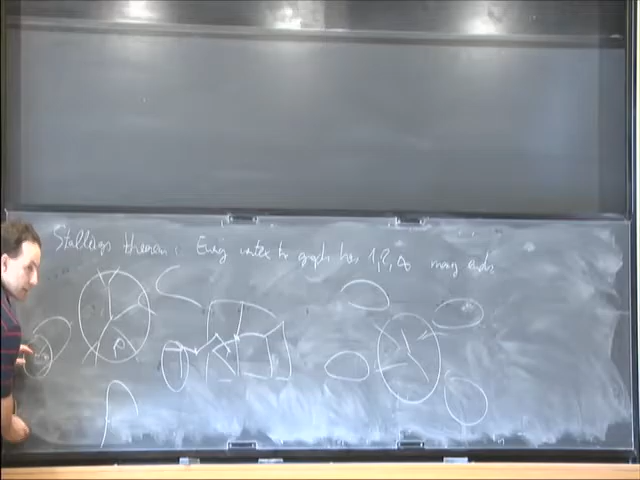 Stallings theorem: Every vertex tr graph has 1, 2, ∞ many ends